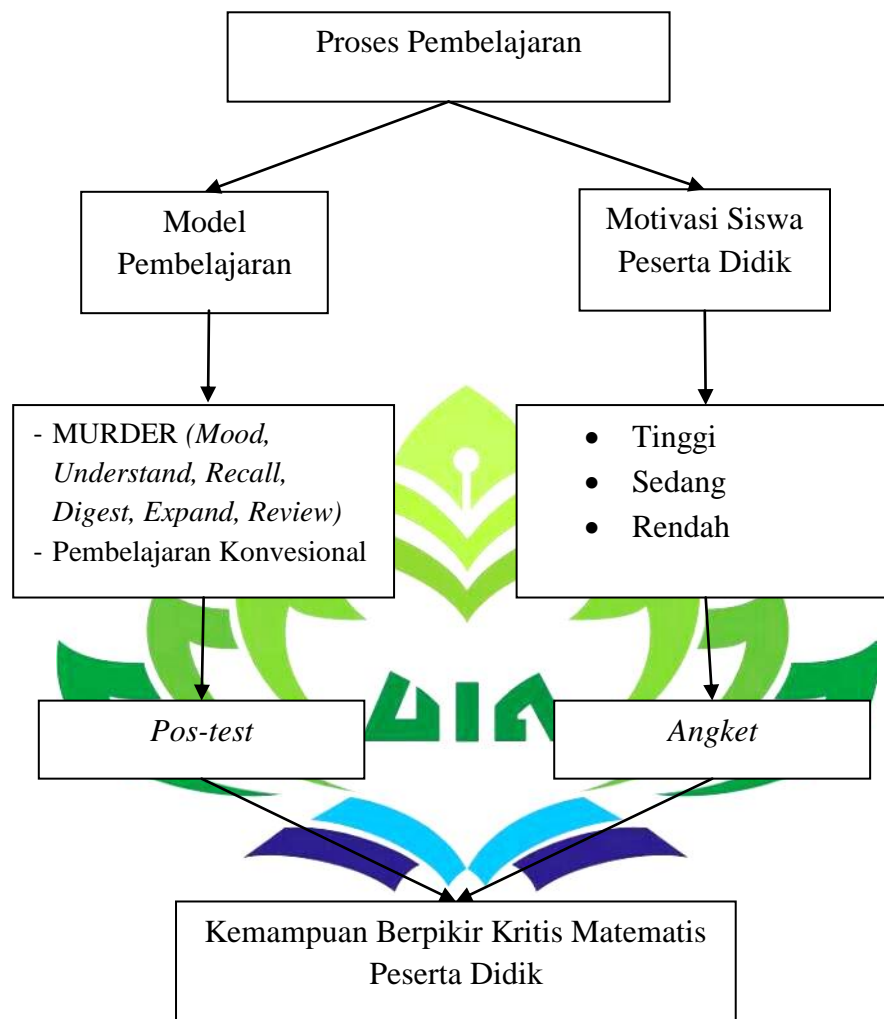 Proses Pembelajaran
Model
Pembelajaran
Motivasi Siswa
Peserta Didik
- MURDER (Mood,
Understand, Recall,
Digest, Expand, Review)
- Pembelajaran Konvesional
• Tinggi
• Sedang
• Rendah
UIN
Pos-test
Angket
Kemampuan Berpikir Kritis Matematis
Peserta Didik